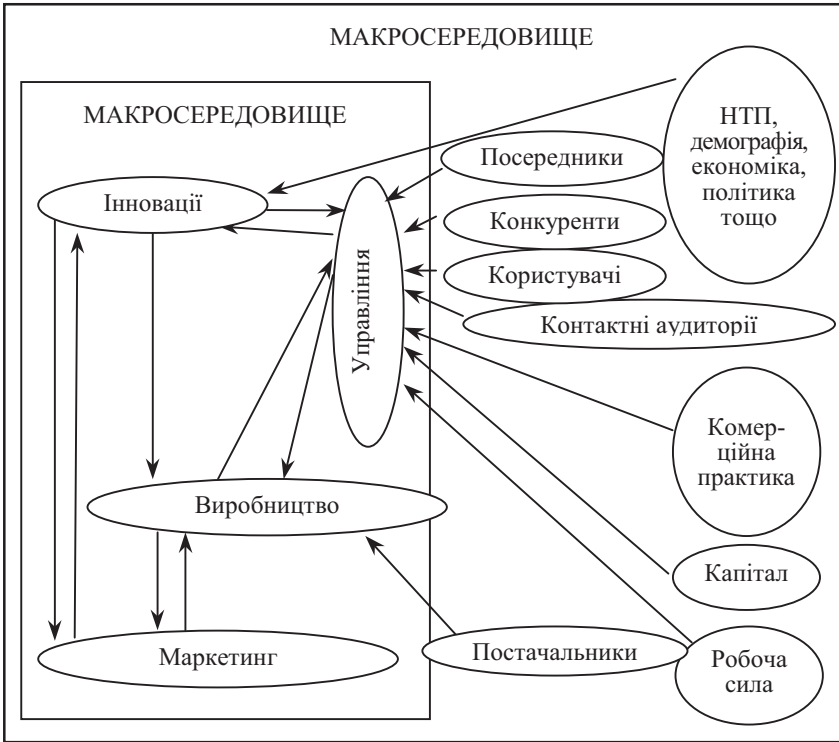 МАКРОСЕРЕДОВИЩЕ
МАКРОСЕРЕДОВИЩЕ
НТП,
демографія,
економіка,
політика
тощо
Посередники
Інновації
Конкуренти
Користувачі
Управління
Контактні аудиторії
Комер-
ційна
практика
Виробництво
Капітал
Маркетинг
Постачальники
Робоча
сила